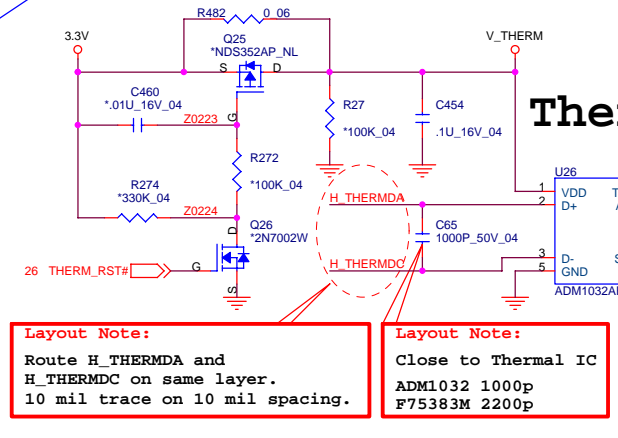 R482 0_06
3.3V
Q25
*NDS352AP_NL
V_THERM
S D
G
C460
*.01U_16V_04
Z0223
R27
*100K_04
C454
.1U_16V_04
Ther
R272
*100K_04
R274
*330K_04
Z0224
H_THERMDA
U26
1 VDD T
2 D+ A
Q26
*2N7002W
D
G
S
C65
1000P_50V_04
26 THERM_RST#
H_THERMDC
3 D- S
5 GND
ADM1032A
Layout Note:
Route H_THERMDA and
H_THERMDC on same layer.
10 mil trace on 10 mil spacing.
Layout Note:
Close to Thermal IC
ADM1032 1000p
F75383M 2200p